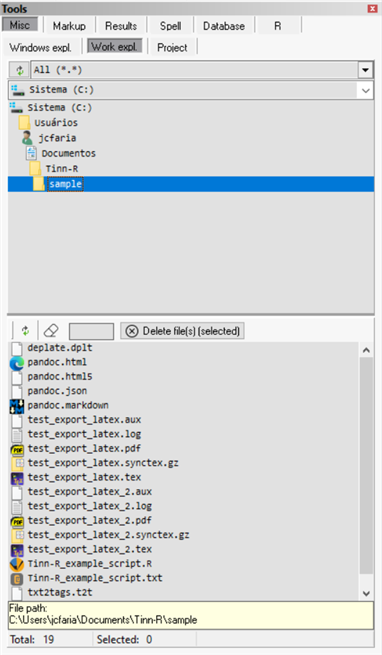 Tools
Misc Markup Results Spell Database R
Windows expl. Work expl. Project
All (*.*)
Sistema (C:)
Sistema (C:)
Usuários
jcfaria
Documentos
Tinn-R
sample
Delete file(s) (selected)
deplate.dplt
pandoc.html
pandoc.html5
pandoc.json
pandoc.markdown
test_export_latex.aux
test_export_latex.log
test_export_latex.pdf
test_export_latex.synctex.gz
test_export_latex.tex
test_export_latex_2.aux
test_export_latex_2.log
test_export_latex_2.pdf
test_export_latex_2.synctex.gz
test_export_latex_2.tex
Tinn-R_example_script.R
Tinn-R_example_script.txt
txt2tags.t2t
File path:
C:\Users\jcfaria\Documents\Tinn-R\sample
Total: 19 Selected: 0